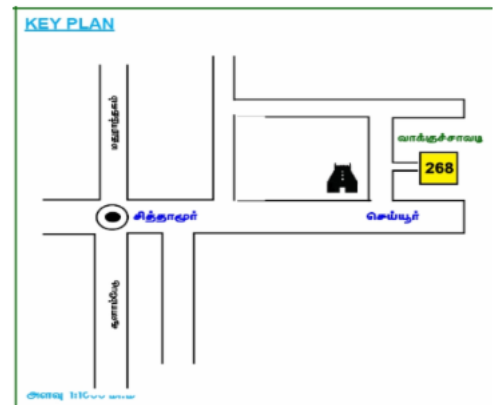 KEY PLAN
மதுராந்தகம்
வாக்குச்சாவடி
268
சித்தாமூர்
செய்யூர்
சூனாம்பேடு
அளவு